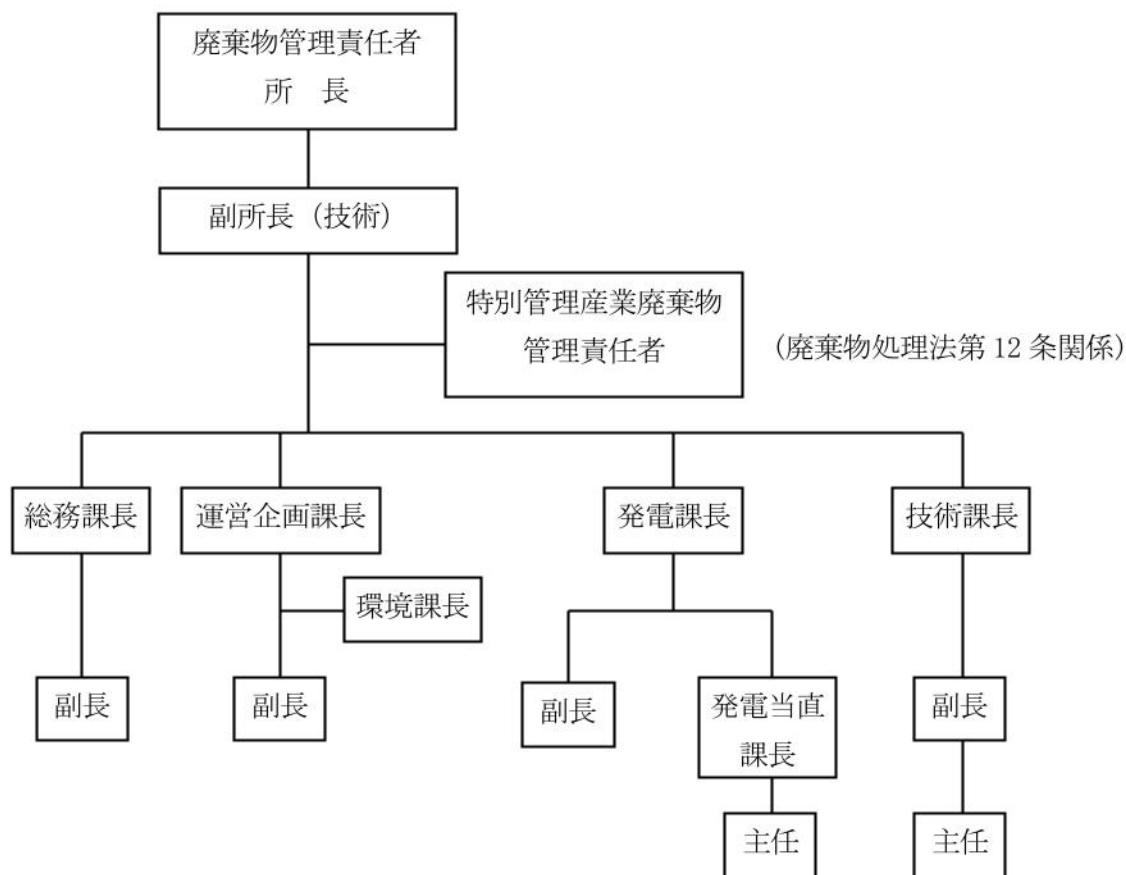 廃棄物管理責任者
所　長
副所長（技術）
特別管理産業廃棄物
管理責任者
（廃棄物処理法第 12 条関係）
総務課長
運営企画課長
発電課長
技術課長
環境課長
副長
副長
副長
発電当直
課長
副長
主任
主任